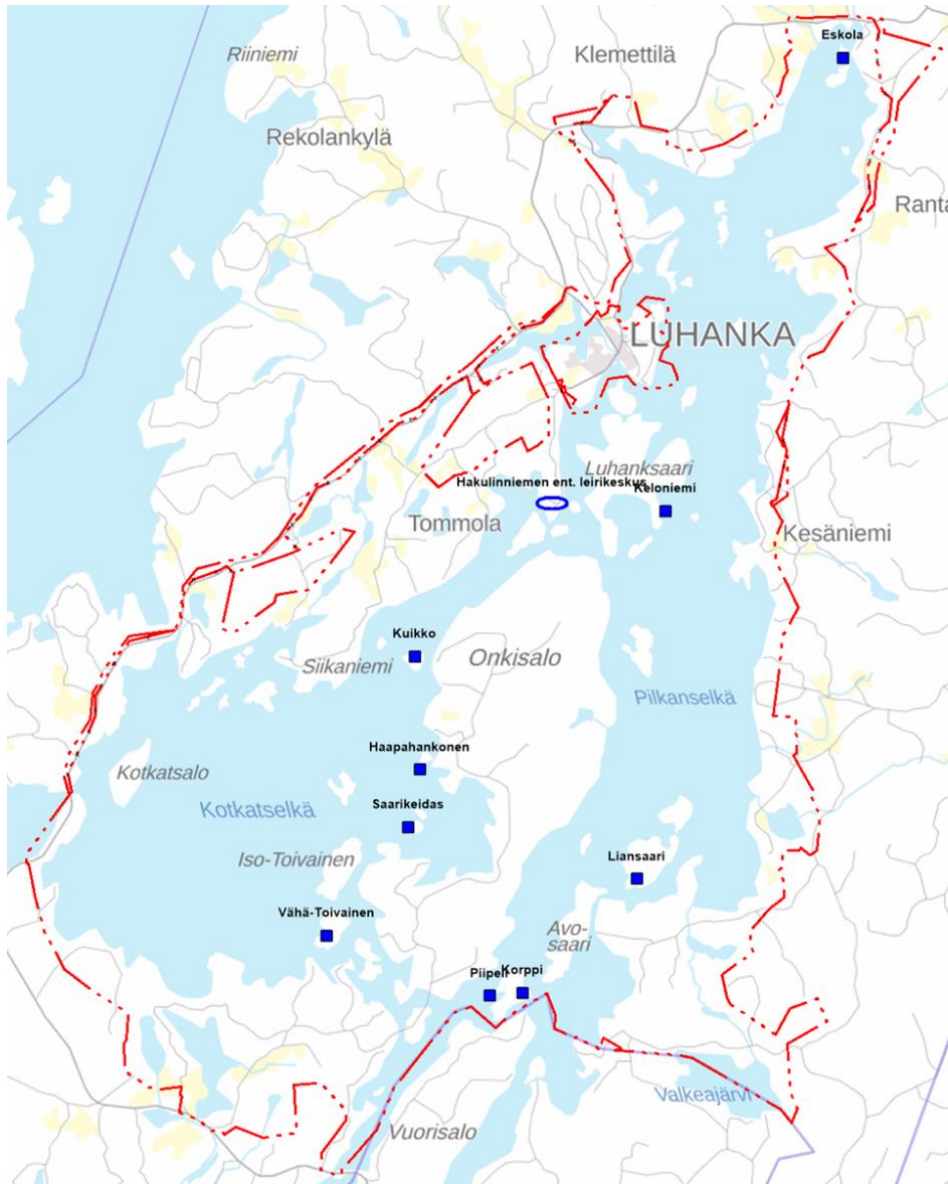 Eskola
Riiniemi
Klemettilä
Rekolankylä
Ranta
LUHANKA
Luhanksaari
Hakulinniemen ent. leirikeskus
Keloniemi
Tommola
Kesäniemi
Kuikko
Siikaniemi
Onkisalo
Pilkanselkä
Haapahankonen
Kotkatsalo
Saarikeidas
Kotkatselkä
Iso-Toivainen
Liansaari
Vähä-Toivainen
Avo-
saari
Korppi
Valkeajärvi
Vuorisalo